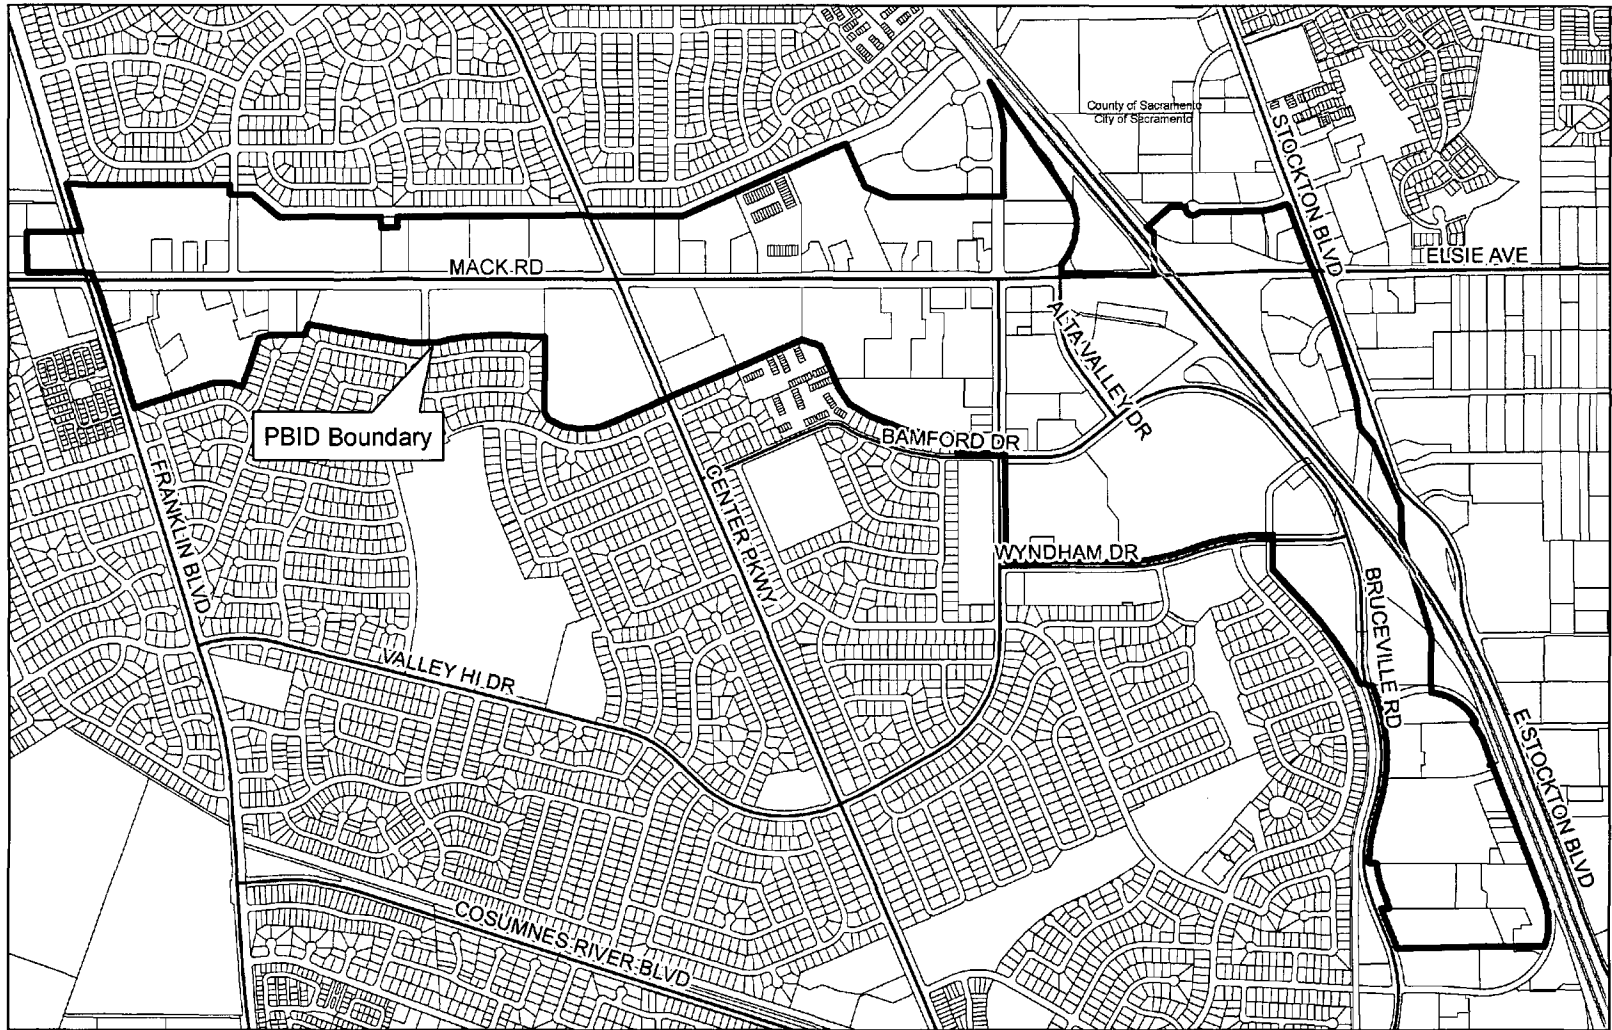 County of Sacramento
City of Sacramento
STOCKTON BLVD
ELSIE AVE
MACK RD
ALTA VALLEY DR
PBID Boundary
BAMFORD DR
FRANKLIN BLVD
CENTER PKWY
WYNDHAM DR
BRUCEVILLE RD
VALLEY HI DR
E STOCKTON BLVD
COSUMNES RIVER BLVD